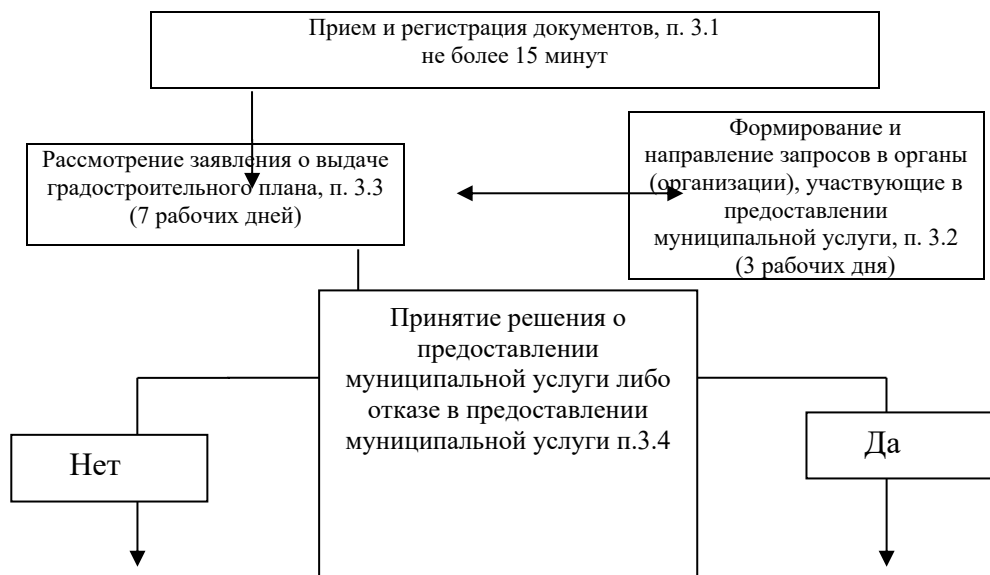 Прием и регистрация документов, п. 3.1
не более 15 минут
Рассмотрение заявления о выдаче
градостроительного плана, п. 3.3
(7 рабочих дней)
Формирование и
направление запросов в органы
(организации), участвующие в
предоставлении
муниципальной услуги, п. 3.2
(3 рабочих дня)
Принятие решения о
предоставлении
муниципальной услуги либо
отказе в предоставлении
муниципальной услуги п.3.4
Нет
Да